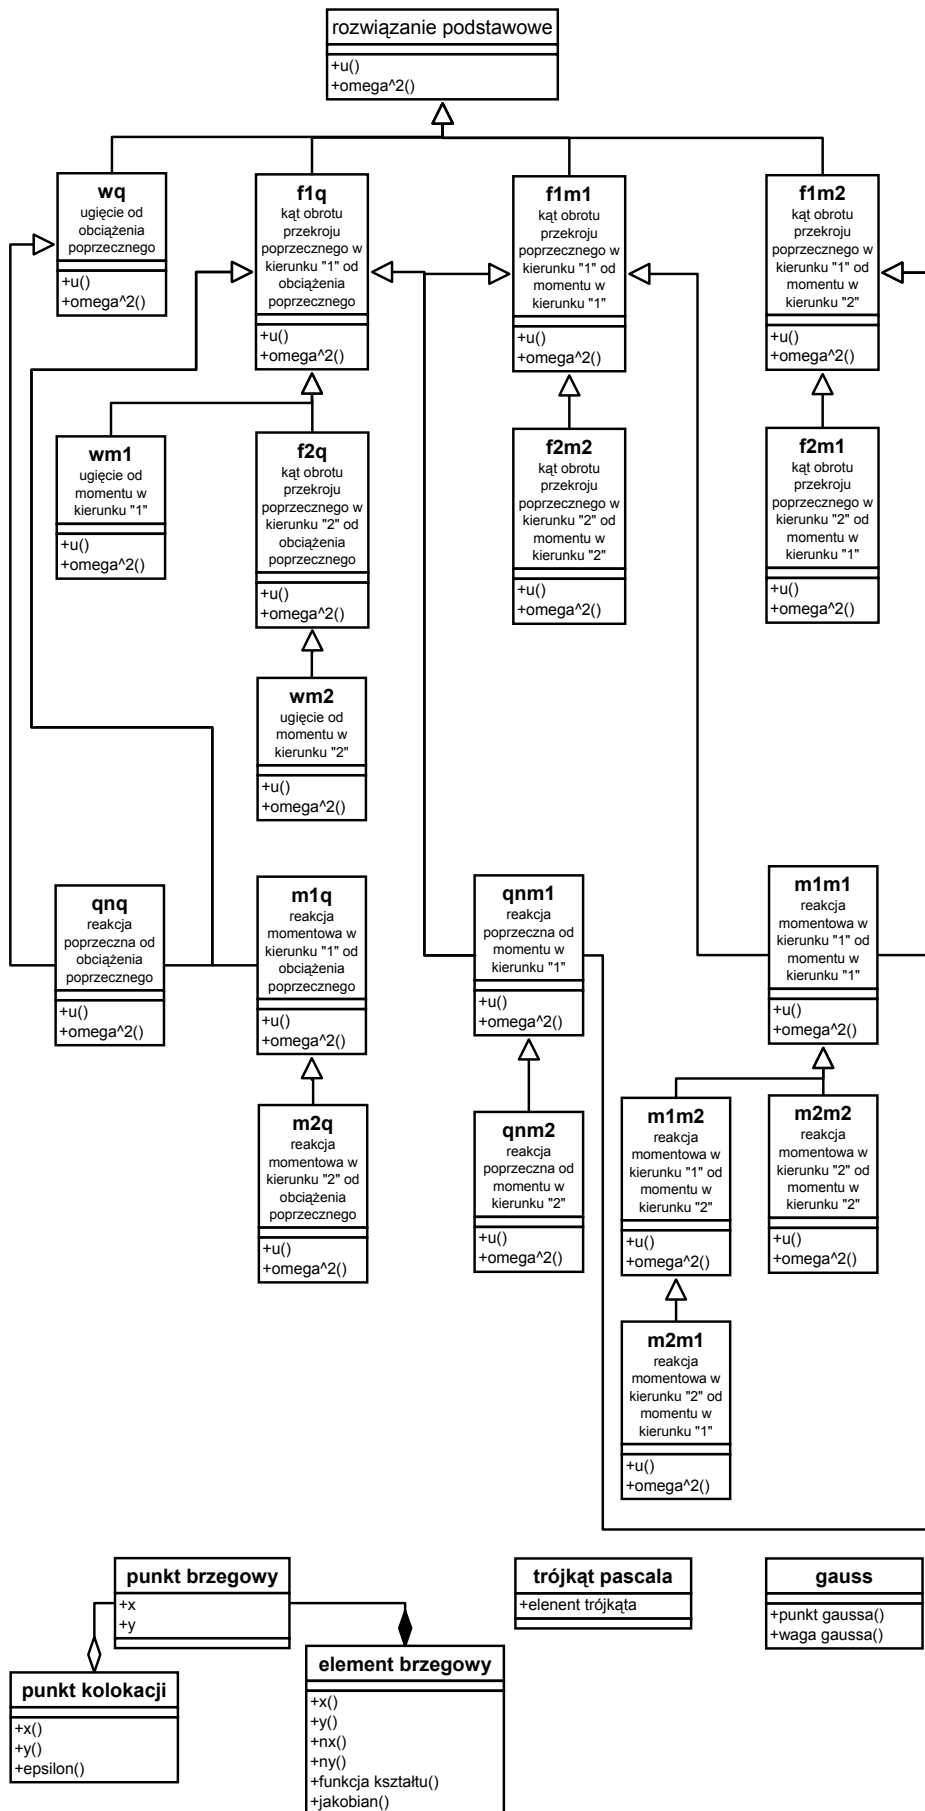 rozwiązanie podstawowe
+u()
+omega^2()
wq
ugięcie od
obciążenia
poprzecznego
+u()
+omega^2()
f1q
kąt obrotu
przekroju
poprzecznego w
kierunku "1" od
obciążenia
poprzecznego
+u()
+omega^2()
f1m1
kąt obrotu
przekroju
poprzecznego w
kierunku "1" od
momentu w
kierunku "1"
+u()
+omega^2()
f1m2
kąt obrotu
przekroju
poprzecznego w
kierunku "1" od
momentu w
kierunku "2"
+u()
+omega^2()
wm1
ugięcie od
momentu w
kierunku "1"
+u()
+omega^2()
f2q
kąt obrotu
przekroju
poprzecznego w
kierunku "2" od
obciążenia
poprzecznego
+u()
+omega^2()
f2m2
kąt obrotu
przekroju
poprzecznego w
kierunku "2" od
momentu w
kierunku "2"
+u()
+omega^2()
f2m1
kąt obrotu
przekroju
poprzecznego w
kierunku "2" od
momentu w
kierunku "1"
+u()
+omega^2()
wm2
ugięcie od
momentu w
kierunku "2"
+u()
+omega^2()
qnq
reakcja
poprzeczna od
obciążenia
poprzecznego
+u()
+omega^2()
m1q
reakcja
momentowa w
kierunku "1" od
obciążenia
poprzecznego
+u()
+omega^2()
qnm1
reakcja
poprzeczna od
momentu w
kierunku "1"
+u()
+omega^2()
m1m1
reakcja
momentowa w
kierunku "1" od
momentu w
kierunku "1"
+u()
+omega^2()
m2q
reakcja
momentowa w
kierunku "2" od
obciążenia
poprzecznego
+u()
+omega^2()
qnm2
reakcja
poprzeczna od
momentu w
kierunku "2"
+u()
+omega^2()
m1m2
reakcja
momentowa w
kierunku "1" od
momentu w
kierunku "2"
+u()
+omega^2()
m2m2
reakcja
momentowa w
kierunku "2" od
momentu w
kierunku "2"
+u()
+omega^2()
m2m1
reakcja
momentowa w
kierunku "2" od
momentu w
kierunku "1"
+u()
+omega^2()
punkt brzegowy
+x
+y
trójkąt pascala
+elenent trójkąta
gauss
+punkt gaussa()
+waga gaussa()
punkt kolokacji
+x()
+y()
+epsilon()
element brzegowy
+x()
+y()
+nx()
+ny()
+funkcja kształtu()
+jakobian()